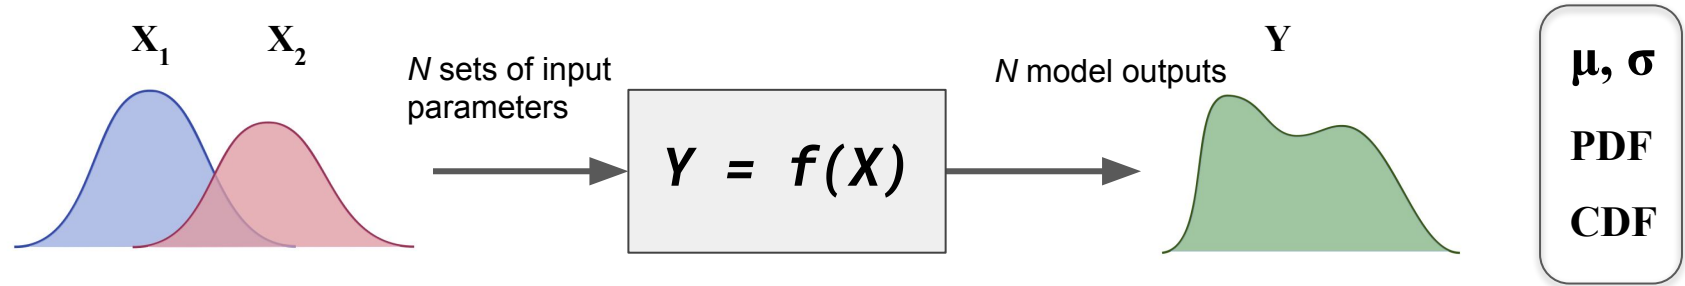 X₁
X₂
N sets of input
parameters
Y = f(X)
N model outputs
Y
μ, σ
PDF
CDF